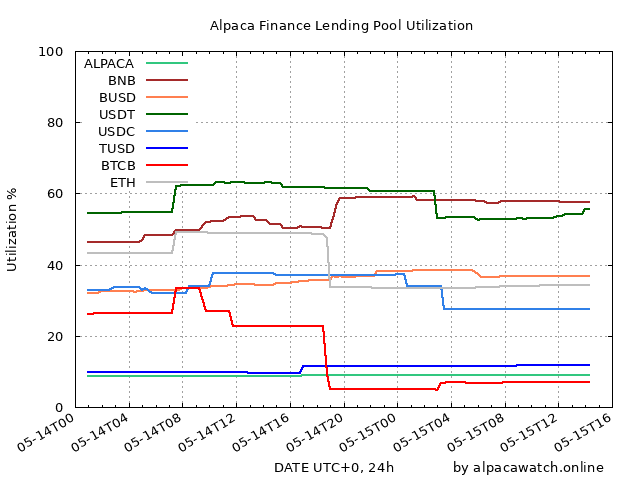 Alpaca Finance Lending Pool Utilization
100
80
60
40
20
0
Utilization %
ALPACA
BNB
BUSD
USDT
USDC
TUSD
BTCB
ETH
05-14T00
05-14T04
05-14T08
05-14T12
05-14T16
05-14T20
05-15T00
05-15T04
05-15T08
05-15T12
05-15T16
DATE UTC+0, 24h
by alpacawatch.online